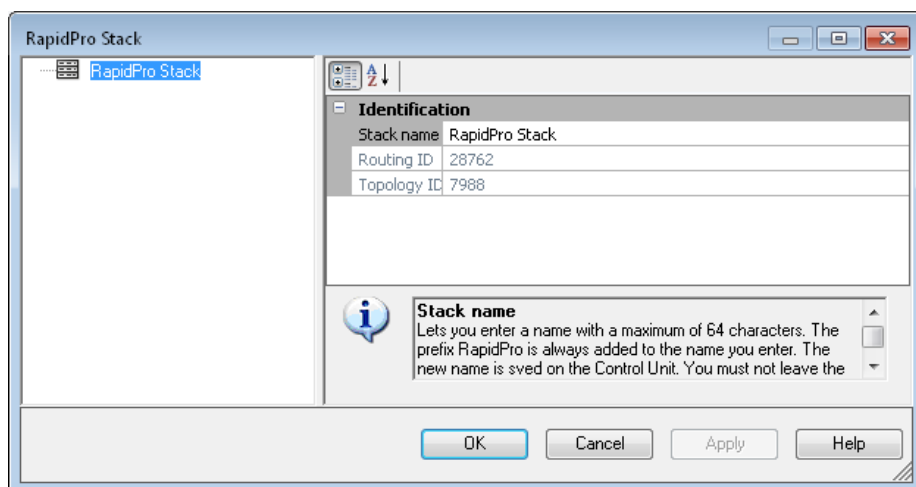 RapidPro Stack
RapidPro Stack
Identification
Stack name RapidPro Stack
Routing ID 28762
Topology ID 7988
Stack name
Lets you enter a name with a maximum of 64 characters. The
prefix RapidPro is always added to the name you enter. The
new name is sved on the Control Unit. You must not leave the
OK Cancel Apply Help